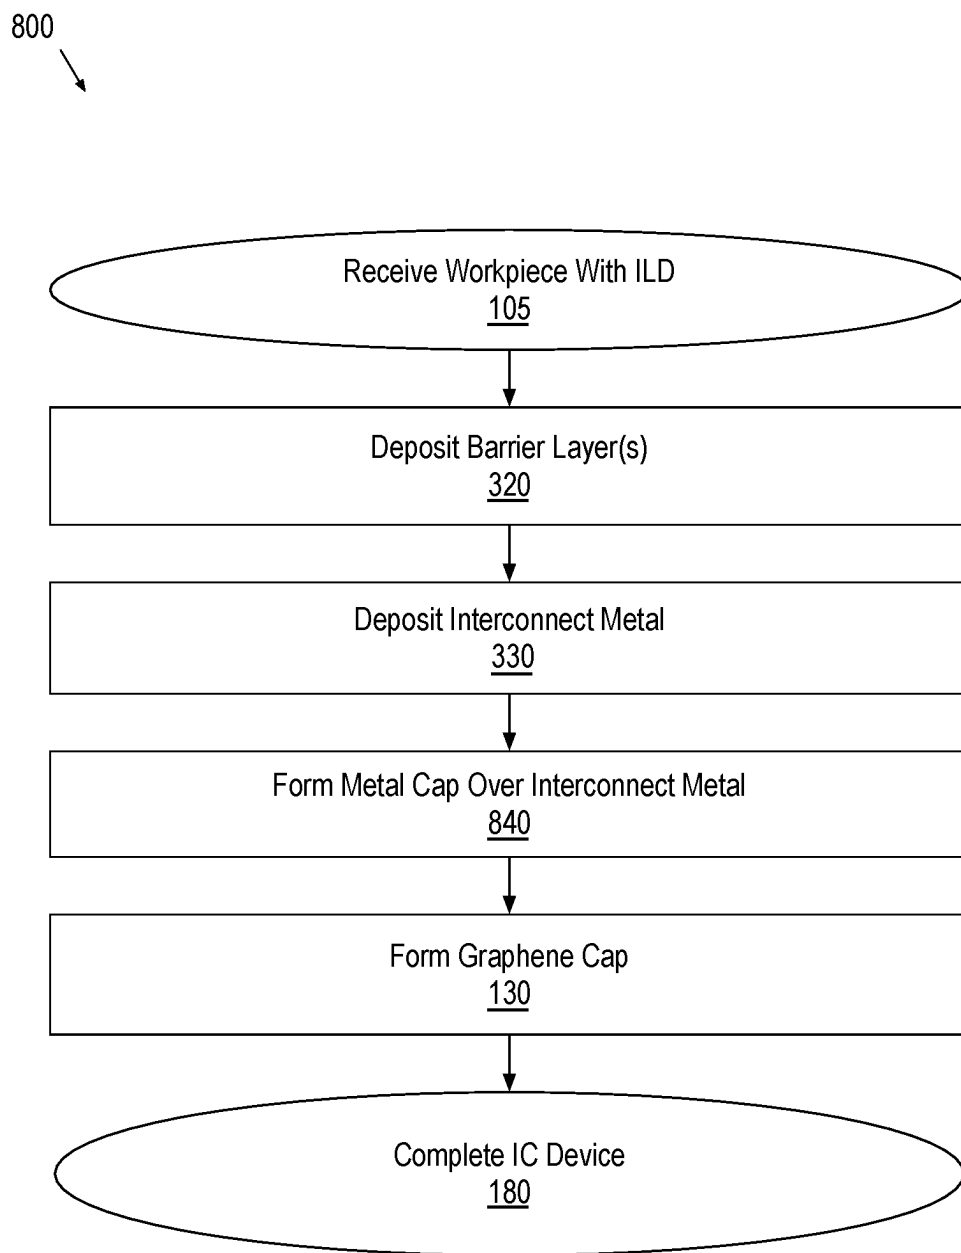 800
Receive Workpiece With ILD
105
Deposit Barrier Layer(s)
320
Deposit Interconnect Metal
330
Form Metal Cap Over Interconnect Metal
840
Form Graphene Cap
130
Complete IC Device
180